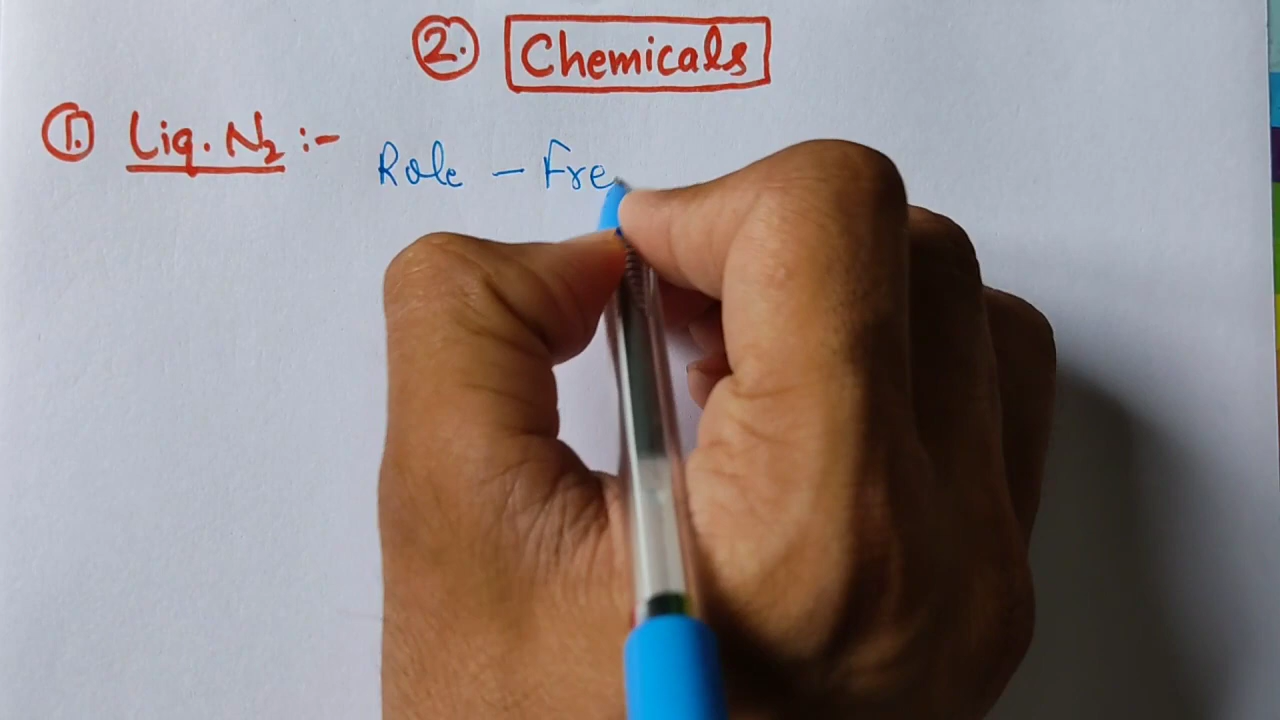 2. Chemicals
1. Liq. N₂ :- Role - Fre